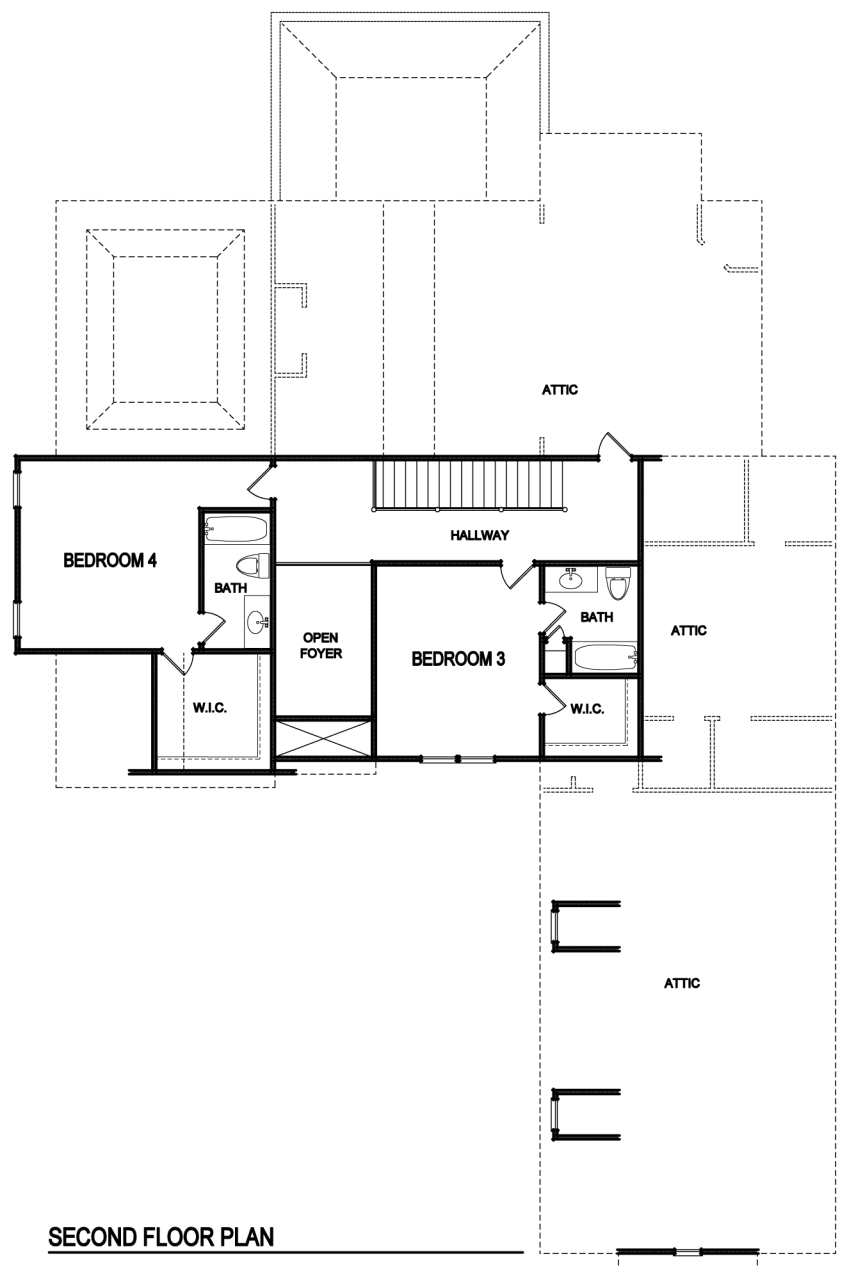 ATTIC
HALLWAY
BEDROOM 4
BATH
BATH
OPEN
FOYER
ATTIC
BEDROOM 3
W.I.C.
W.I.C.
ATTIC
SECOND FLOOR PLAN